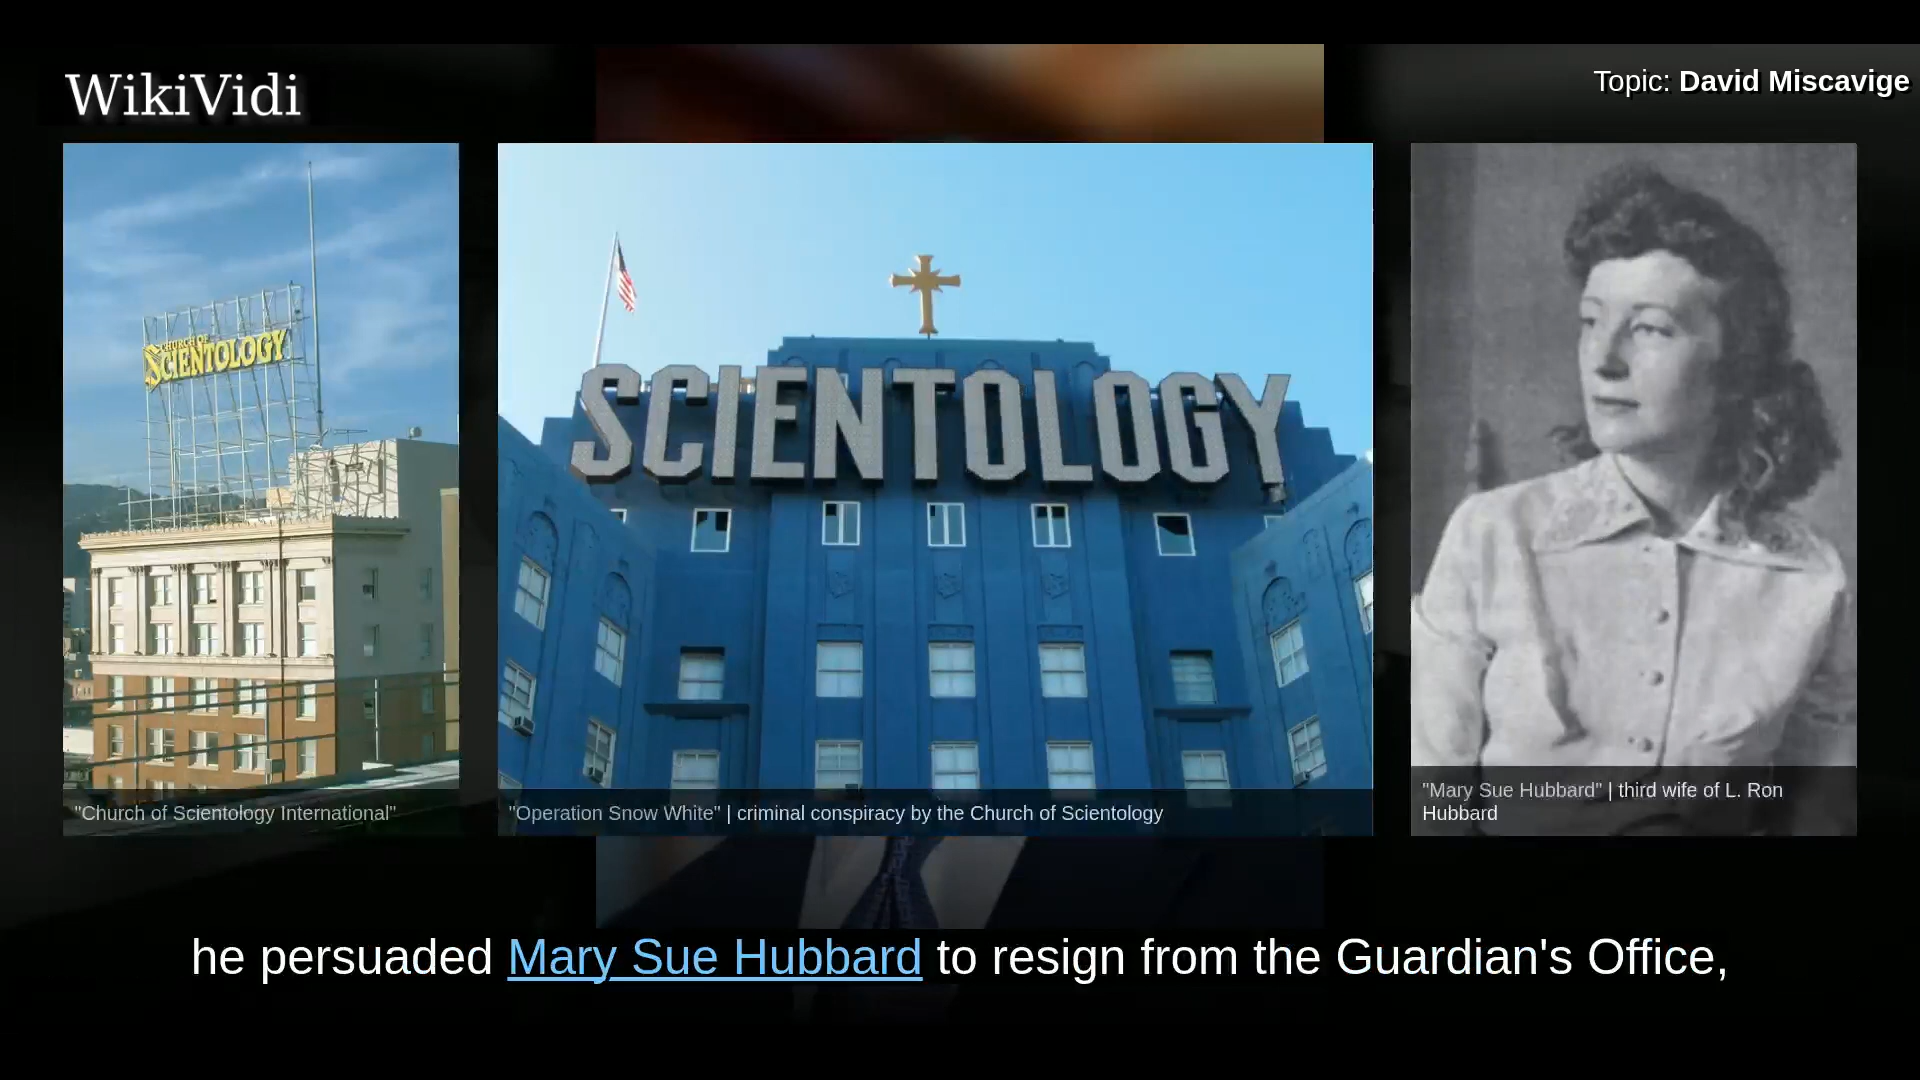 WikiVidi
Topic: David Miscavige
CHURCH OF
SCIENTOLOGY
SCIENTOLOGY
"Church of Scientology International"
"Operation Snow White" | criminal conspiracy by the Church of Scientology
"Mary Sue Hubbard" | third wife of L. Ron
Hubbard
he persuaded Mary Sue Hubbard to resign from the Guardian's Office,